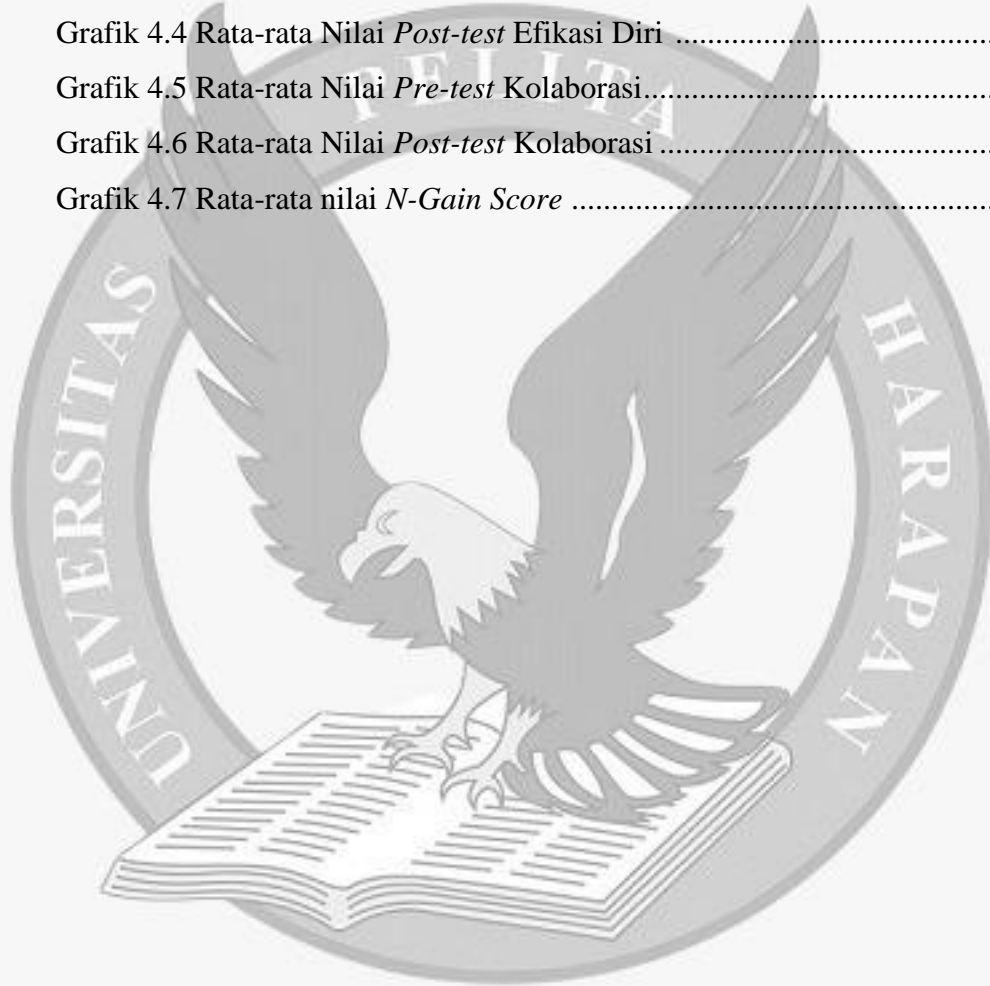 Grafik 4.4 Rata-rata Nilai Post-test Efikasi Diri .......................................
Grafik 4.5 Rata-rata Nilai Pre-test Kolaborasi...........................................
Grafik 4.6 Rata-rata Nilai Post-test Kolaborasi .........................................
Grafik 4.7 Rata-rata nilai N-Gain Score ....................................................
UNIVERSITAS
PELITA
HARAPAN